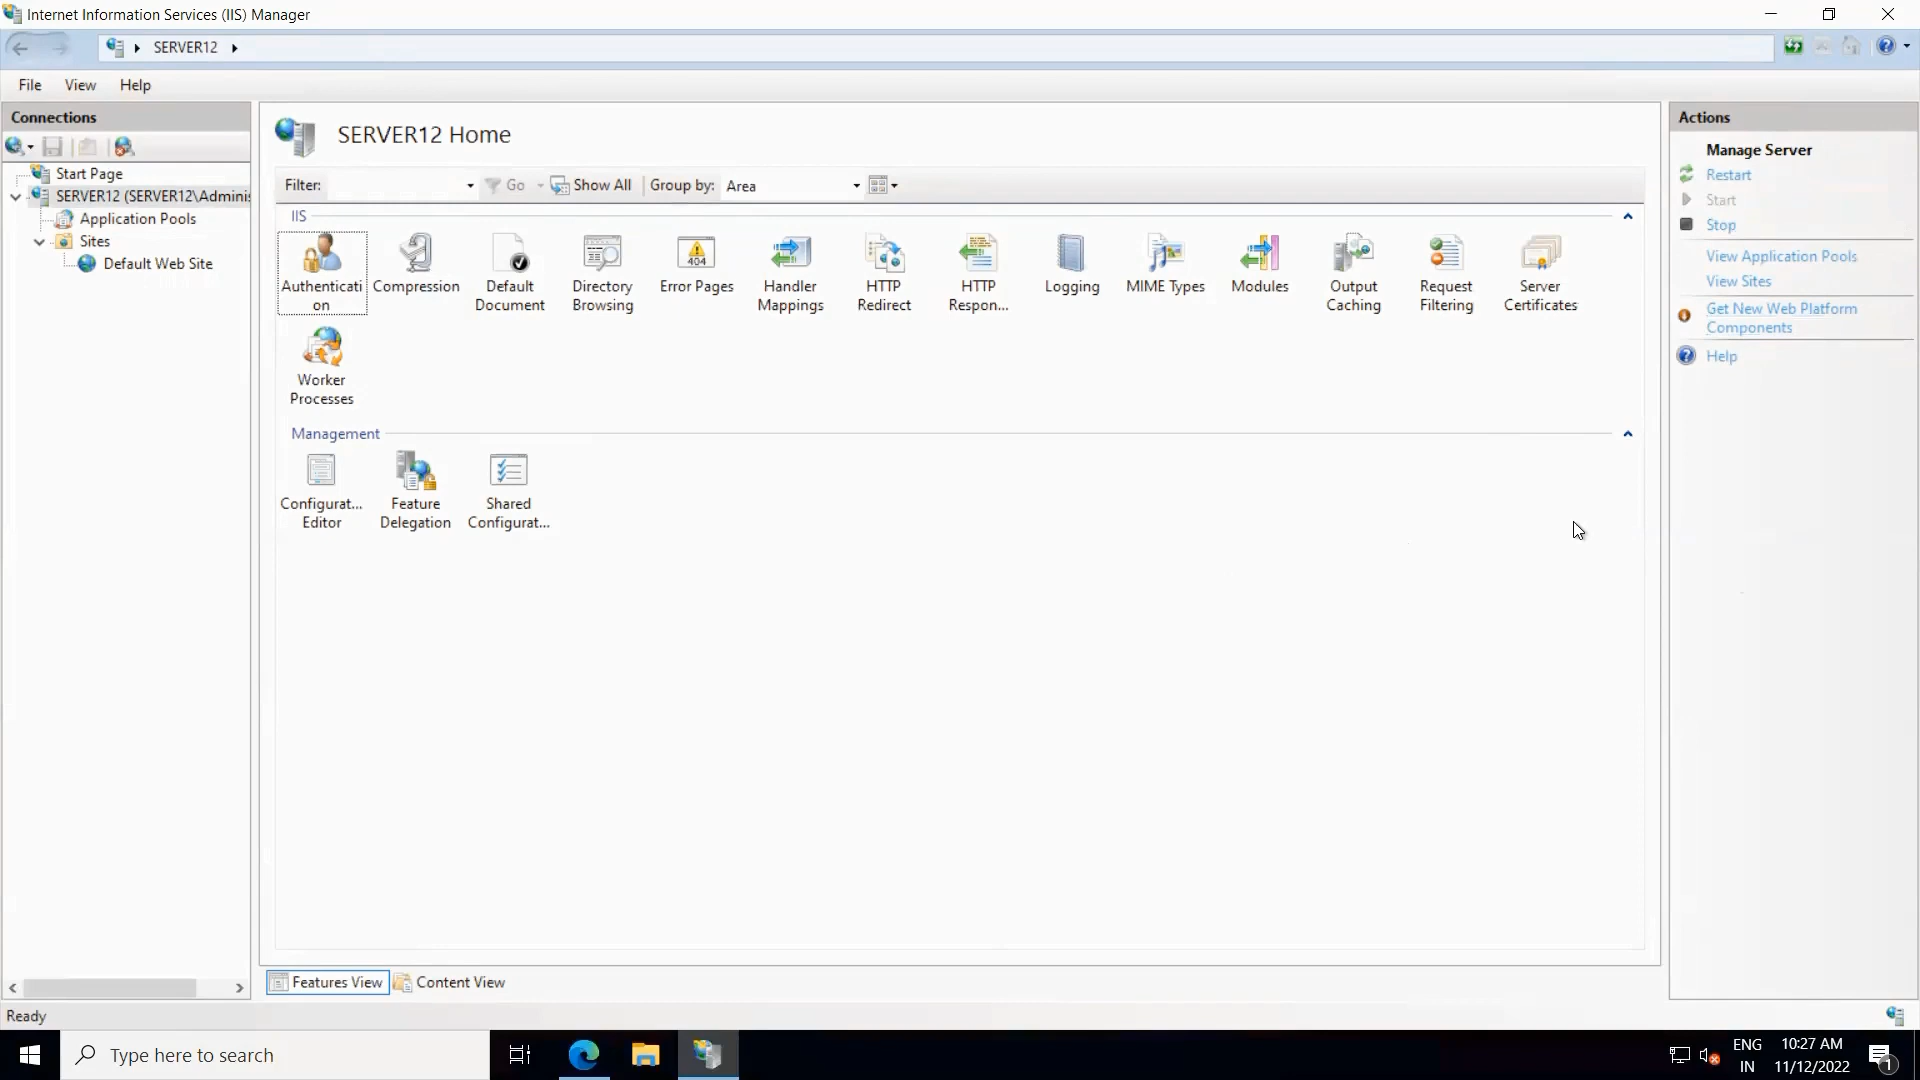 Internet Information Services (IIS) Manager
SERVER12
File View Help
Connections
Start Page
SERVER12 (SERVER12\Adminis
Application Pools
Sites
Default Web Site
SERVER12 Home
Filter: Go Show All Group by: Area
IIS
Authenticati
on
Compression
Default
Document
Directory
Browsing
Error Pages
404
Handler
Mappings
HTTP
Redirect
HTTP
Respon...
Logging
MIME Types
Modules
Output
Caching
Request
Filtering
Server
Certificates
Worker
Processes
Management
Configurat...
Editor
Feature
Delegation
Shared
Configurat...
Features View
Content View
Actions
Manage Server
Restart
Start
Stop
View Application Pools
View Sites
Get New Web Platform
Components
Help
Ready
Type here to search
ENG
IN
10:27 AM
11/12/2022
1